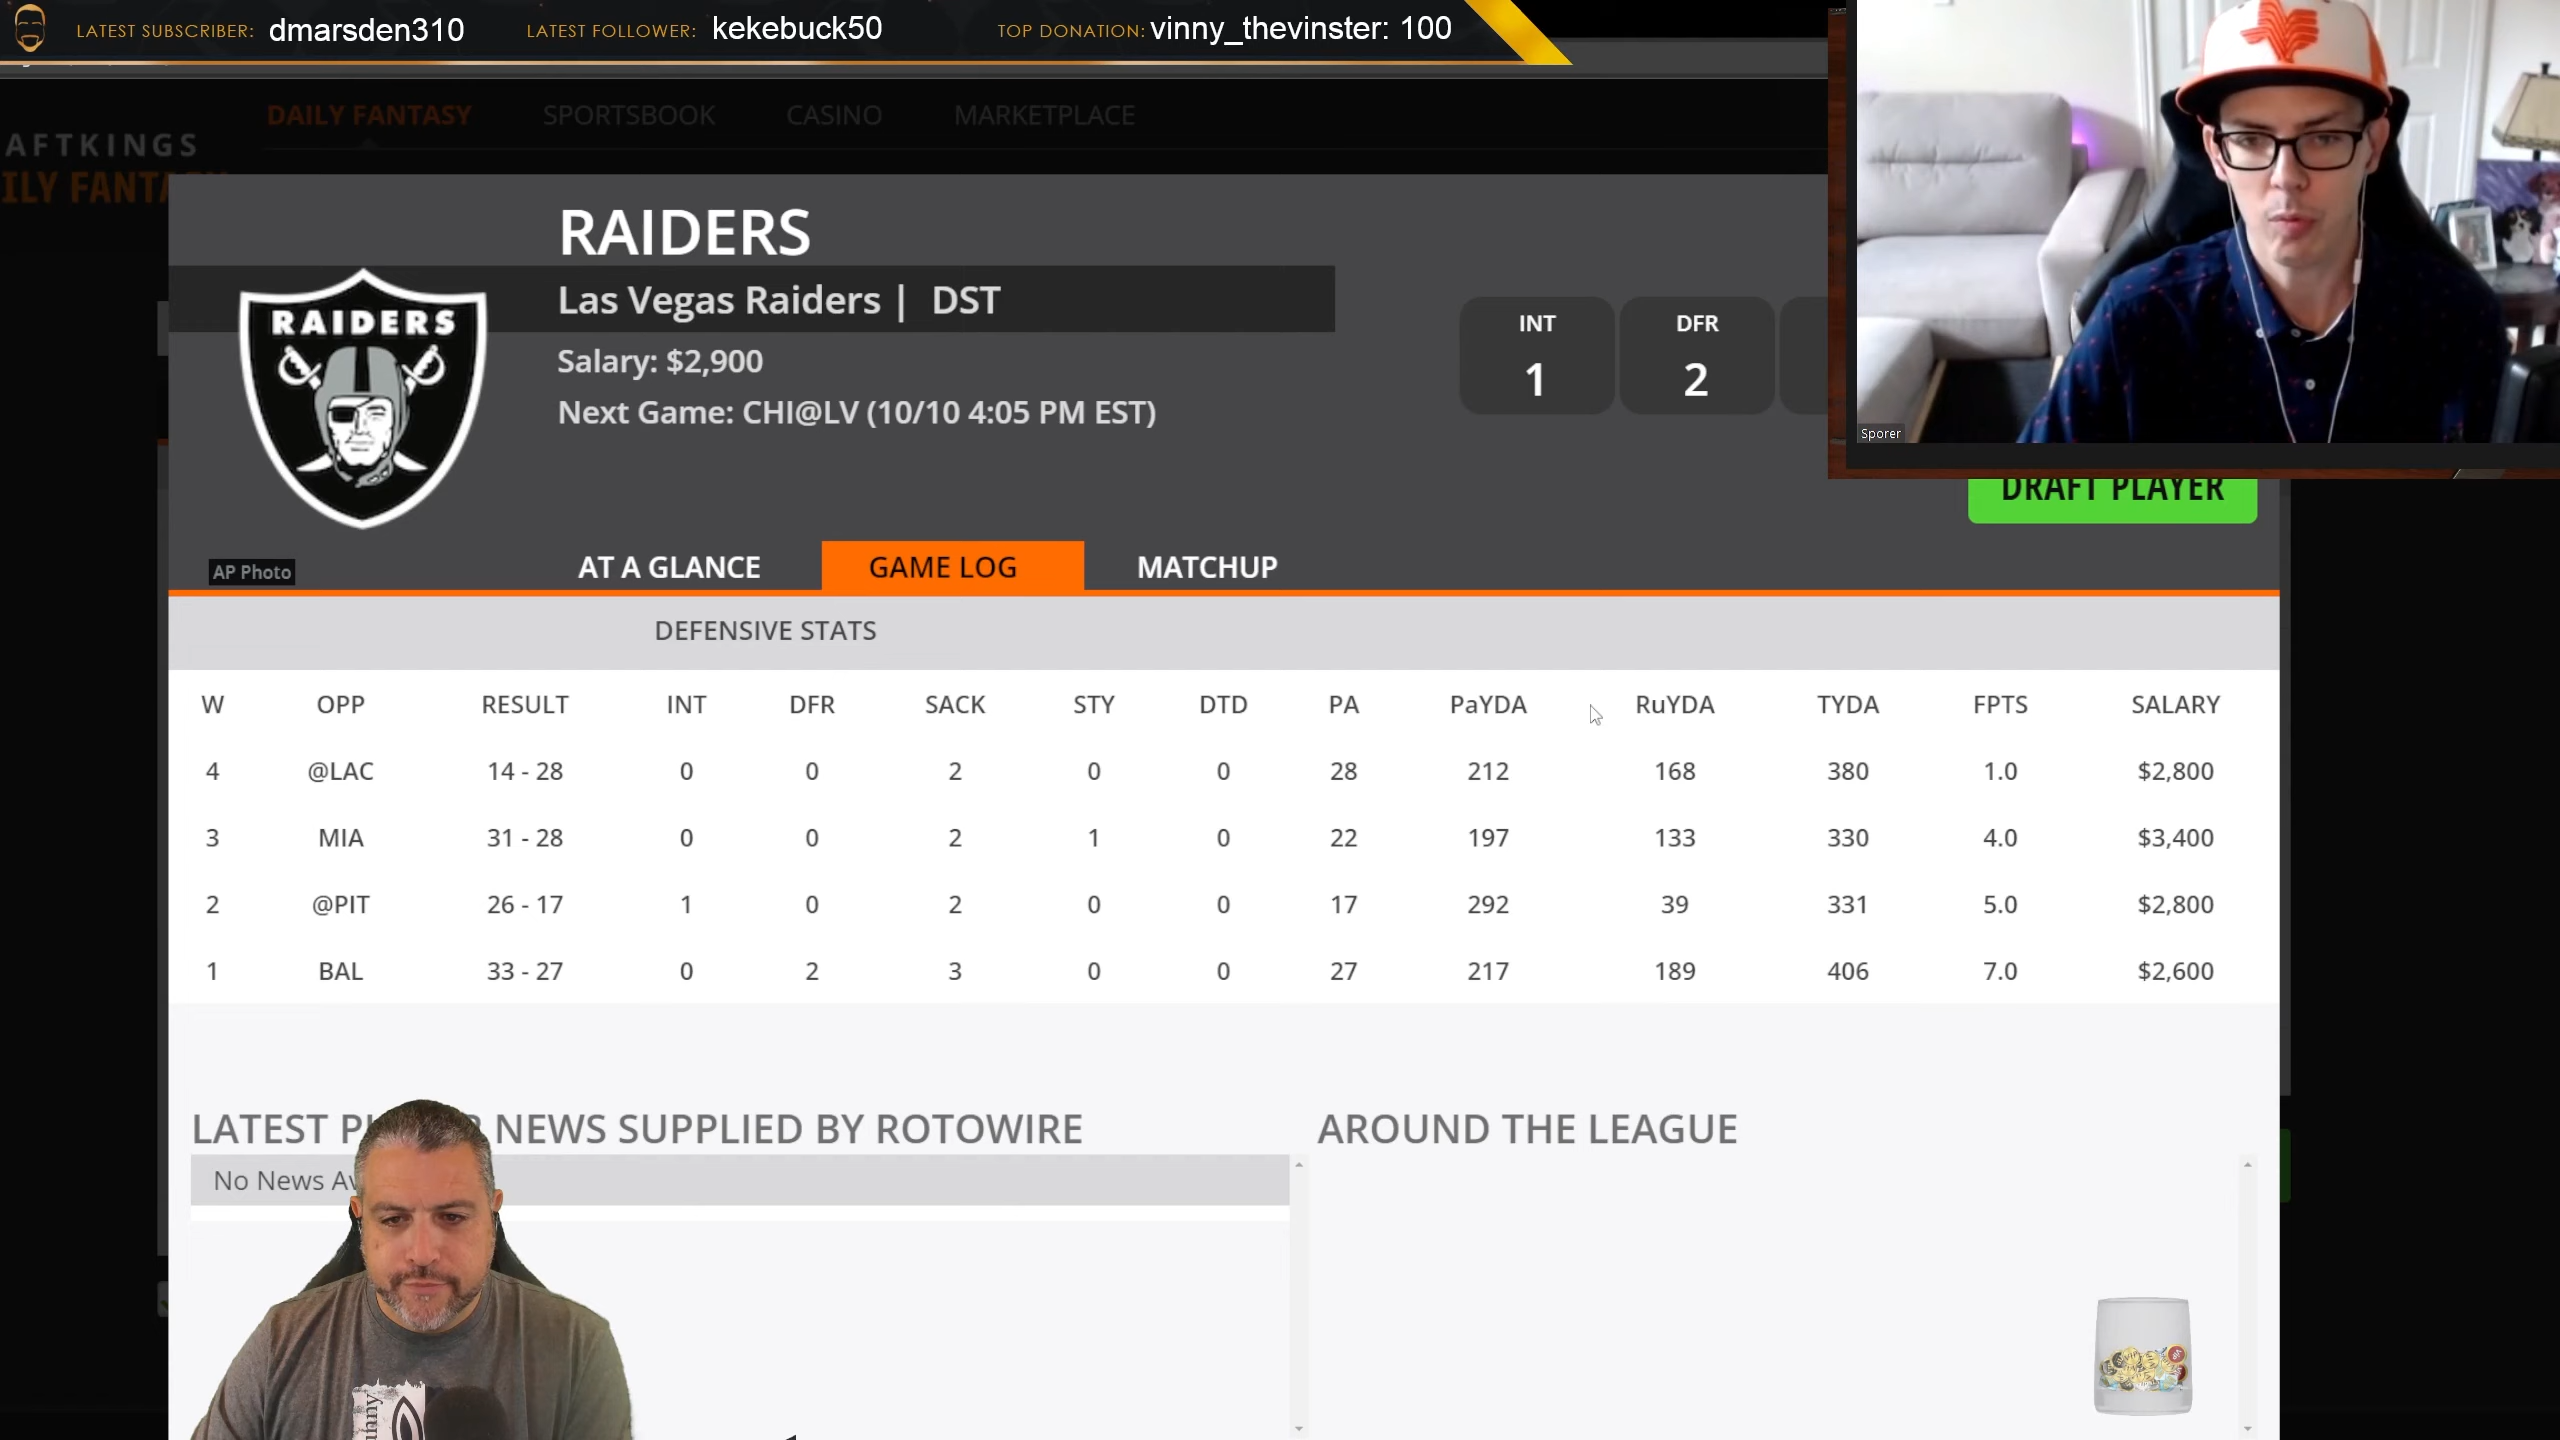 LATEST SUBSCRIBER: dmarsden310 LATEST FOLLOWER: kekebuck50 TOP DONATION: vinny_thevinster: 100
DAILY FANTASY SPORTSBOOK CASINO MARKETPLACE
AFTKINGS
ILY FANTA
RAIDERS
Las Vegas Raiders | DST
Salary: $2,900
Next Game: CHI@LV (10/10 4:05 PM EST)
RAIDERS
INT DFR
1 2
Sporer
DRAFT PLAYER
AP Photo
AT A GLANCE GAME LOG MATCHUP
DEFENSIVE STATS
W OPP RESULT INT DFR SACK STY DTD PA PaYDA RuYDA TYDA FPTS SALARY
4 @LAC 14 - 28 0 0 2 0 0 28 212 168 380 1.0 $2,800
3 MIA 31 - 28 0 0 2 1 0 22 197 133 330 4.0 $3,400
2 @PIT 26 - 17 1 0 2 0 0 17 292 39 331 5.0 $2,800
1 BAL 33 - 27 0 2 3 0 0 27 217 189 406 7.0 $2,600
LATEST P R NEWS SUPPLIED BY ROTOWIRE
AROUND THE LEAGUE
No News Av